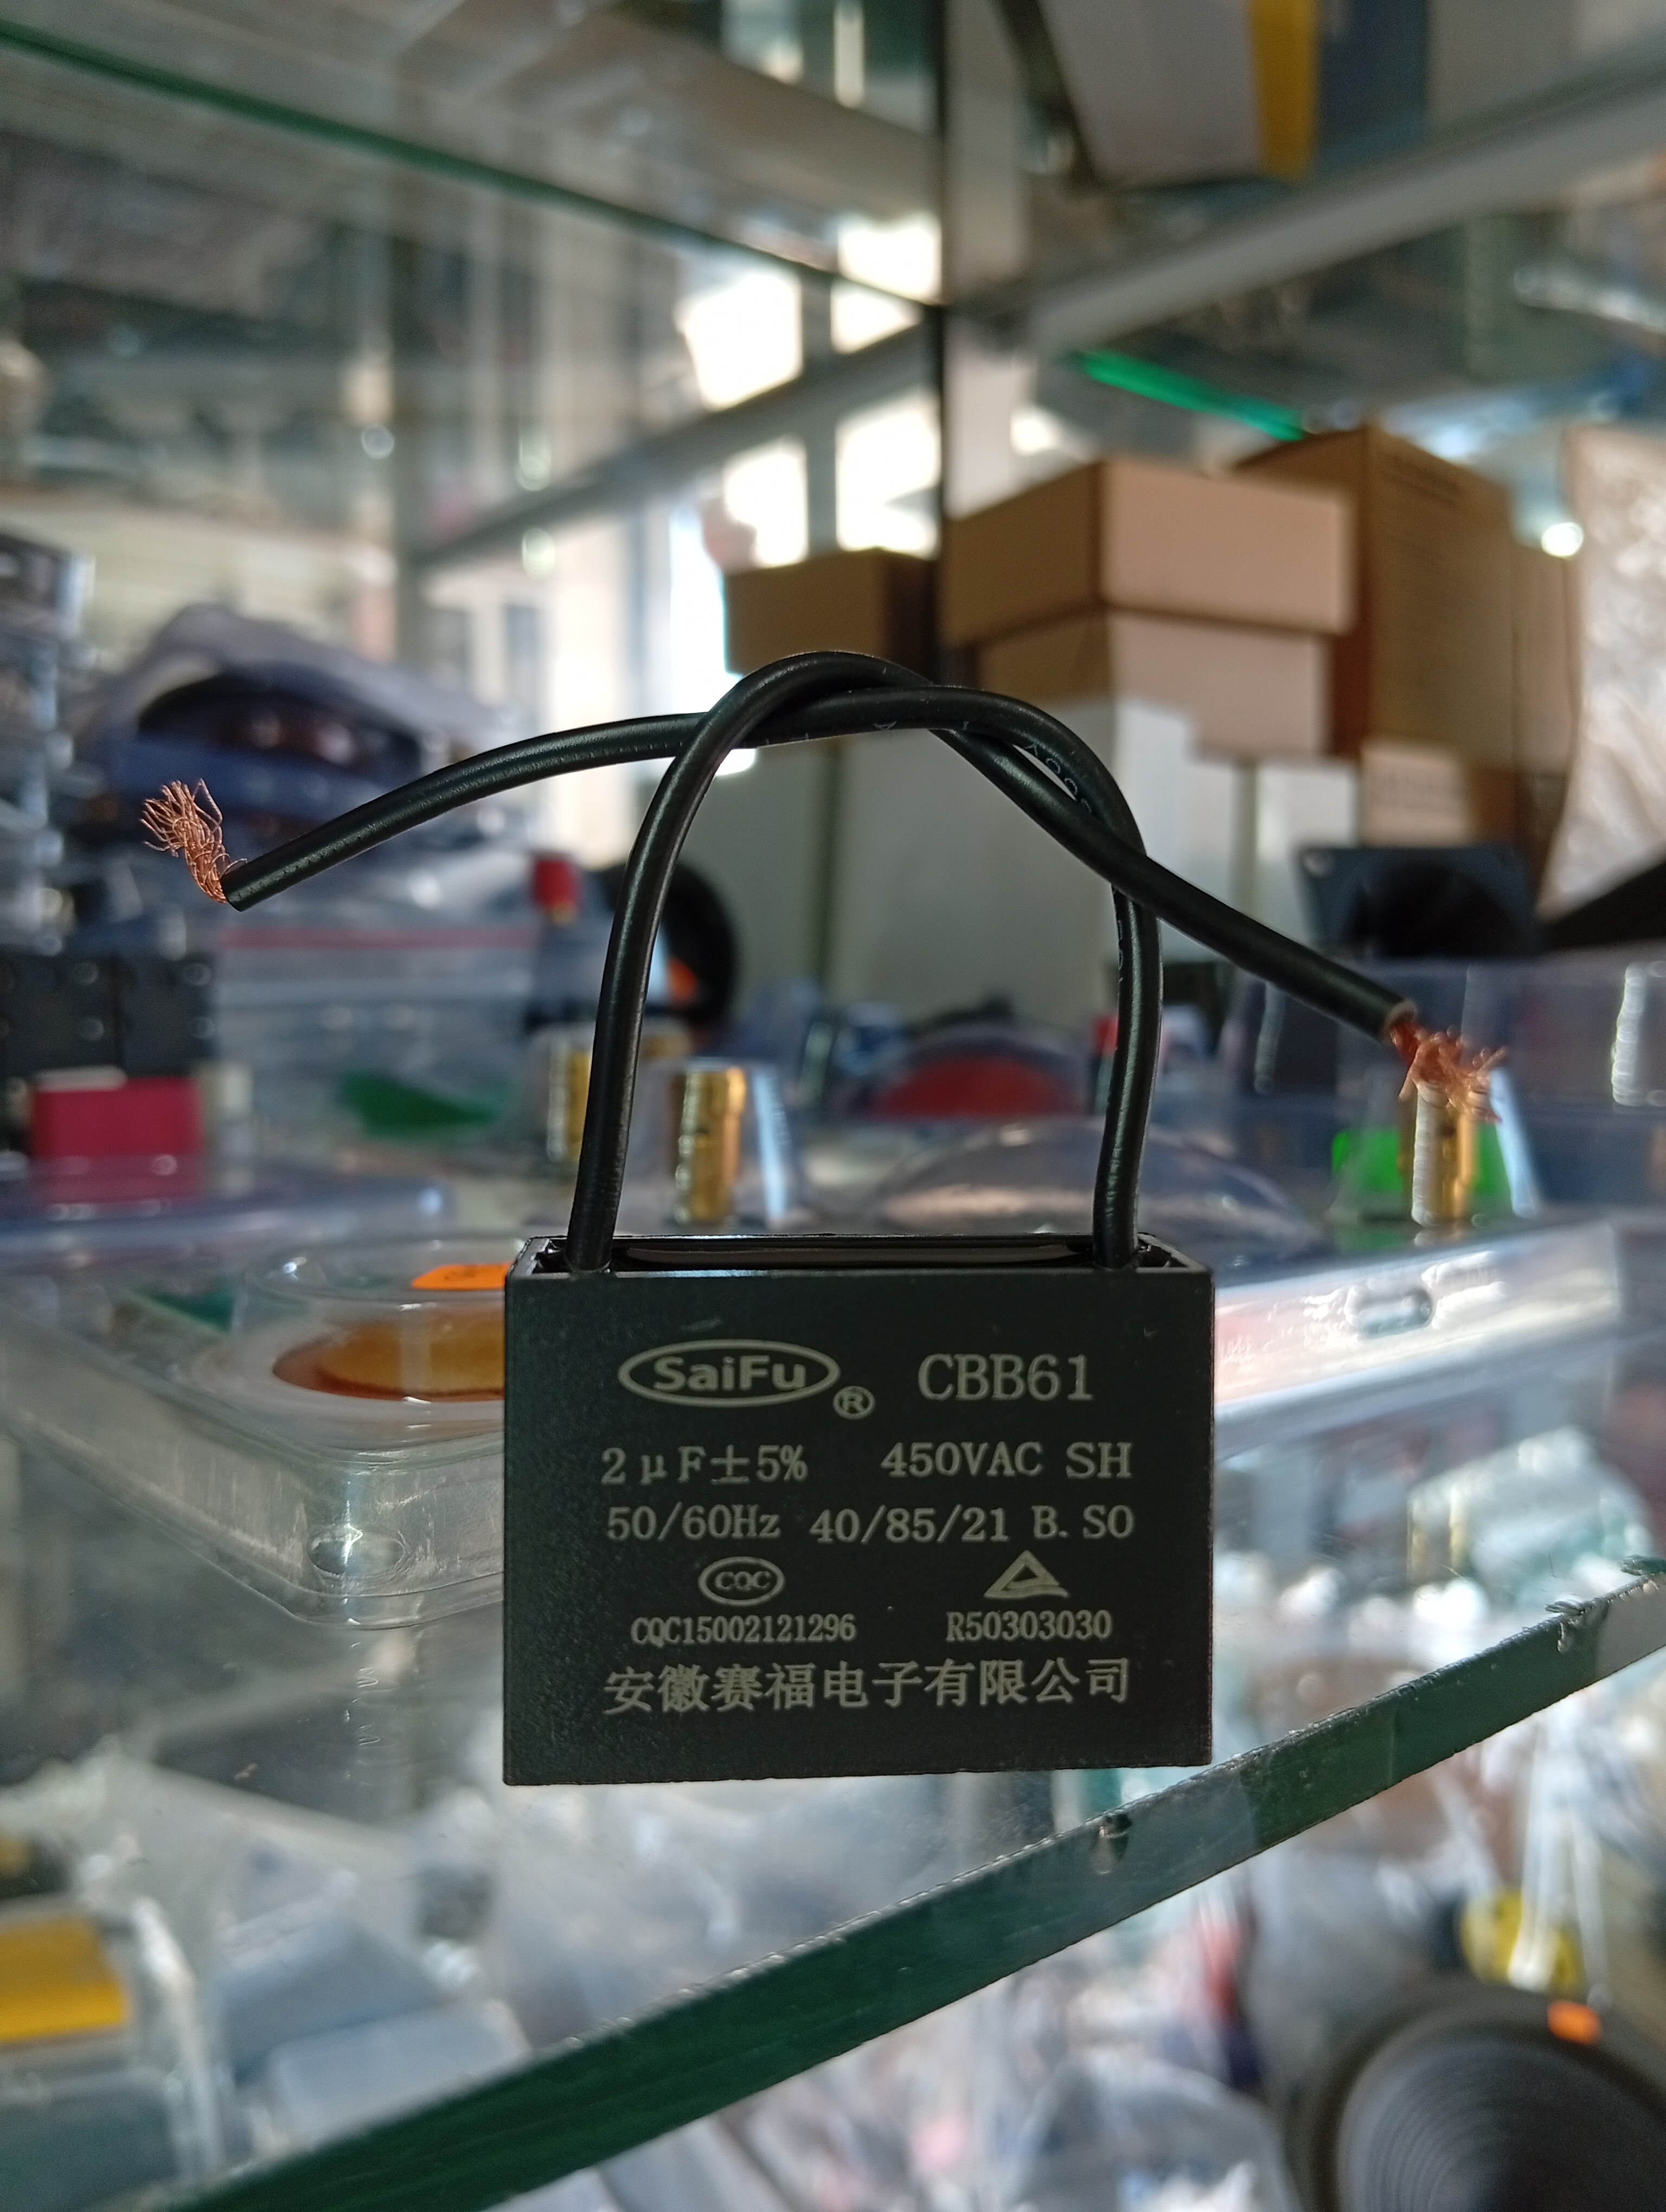 SaiFu ® CBB61
2μF±5% 450VAC SH
50/60Hz 40/85/21 B.S0
CQC
CQC15002121296 R50303030
安徽赛福电子有限公司